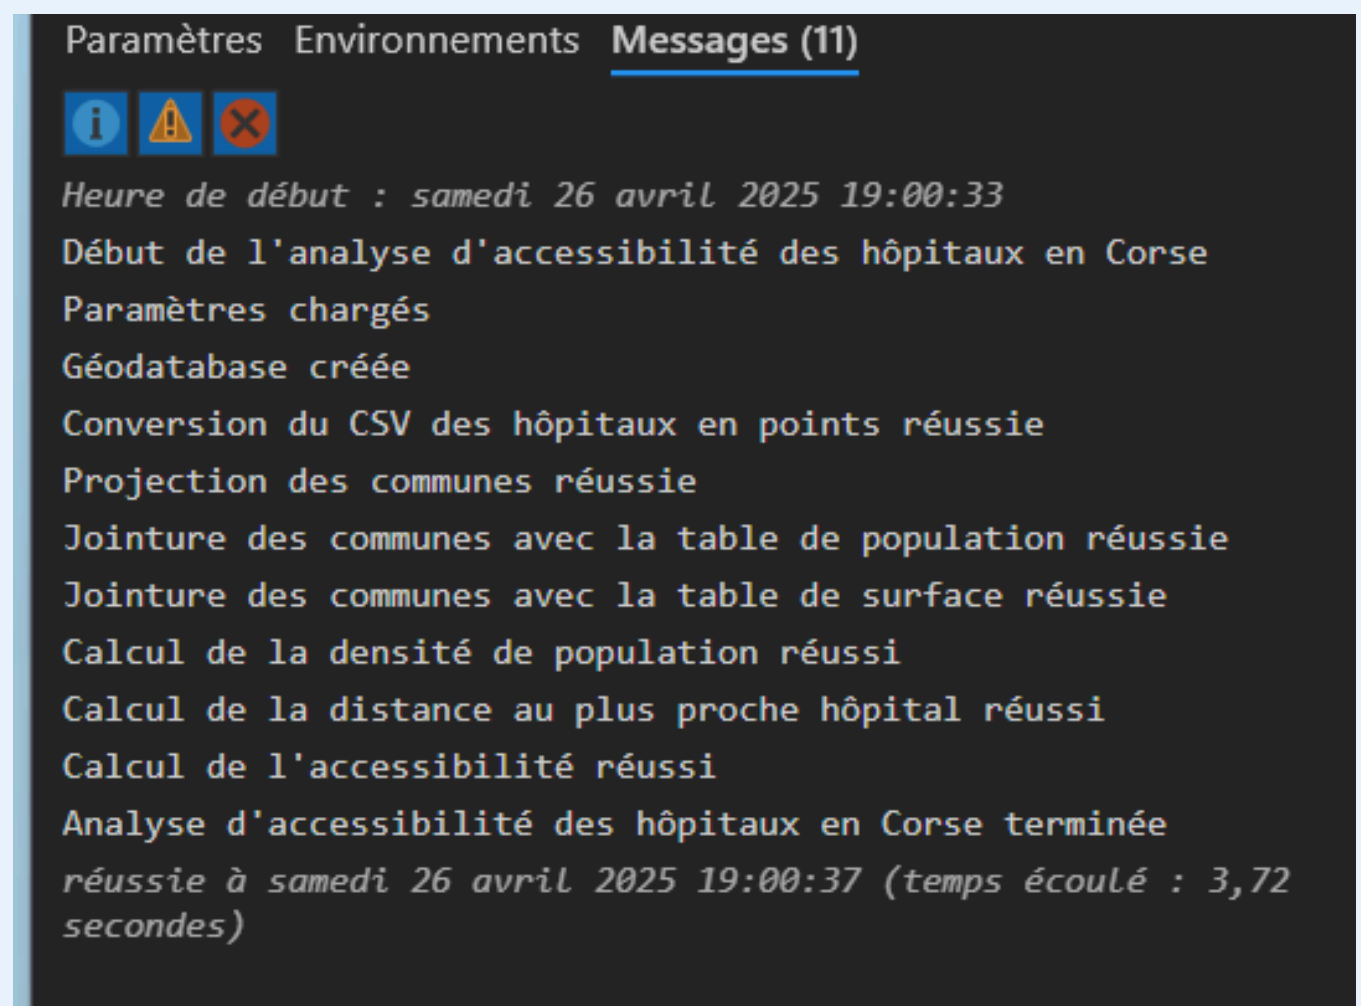 Paramètres Environnements Messages (11)
Heure de début : samedi 26 avril 2025 19:00:33
Début de l'analyse d'accessibilité des hôpitaux en Corse
Paramètres chargés
Géodatabase créée
Conversion du CSV des hôpitaux en points réussie
Projection des communes réussie
Jointure des communes avec la table de population réussie
Jointure des communes avec la table de surface réussie
Calcul de la densité de population réussi
Calcul de la distance au plus proche hôpital réussi
Calcul de l'accessibilité réussi
Analyse d'accessibilité des hôpitaux en Corse terminée
réussie à samedi 26 avril 2025 19:00:37 (temps écoulé : 3,72
secondes)